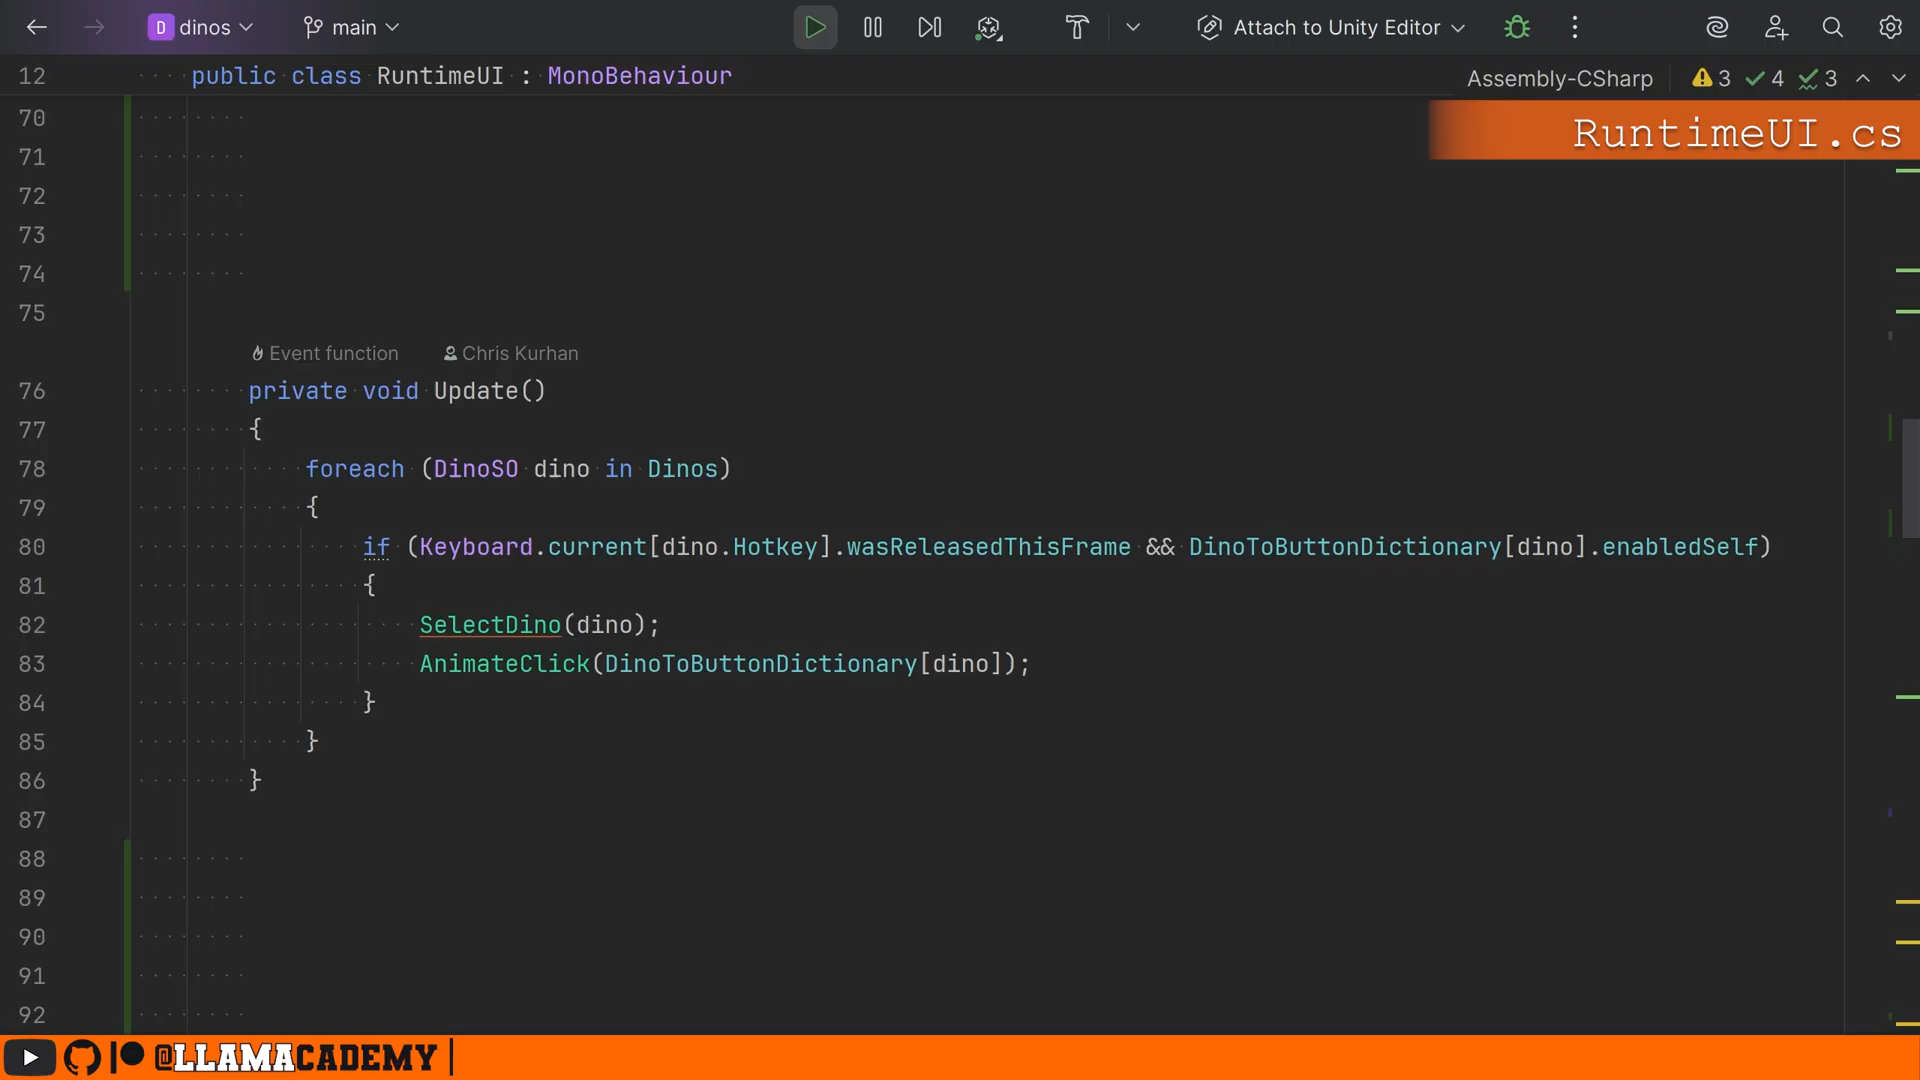 D dinos main Attach to Unity Editor
12 public class RuntimeUI : MonoBehaviour Assembly-CSharp 3 4 3
RuntimeUI.cs
70
71
72
73
74
75
Event function Chris Kurhan
76 private void Update()
77 {
78 foreach (DinoSO dino in Dinos)
79 {
80 if (Keyboard.current[dino.Hotkey].wasReleasedThisFrame && DinoToButtonDictionary[dino].enabledSelf)
81 {
82 SelectDino(dino);
83 AnimateClick(DinoToButtonDictionary[dino]);
84 }
85 }
86 }
87
88
89
90
91
92
@LLAMACADEMY